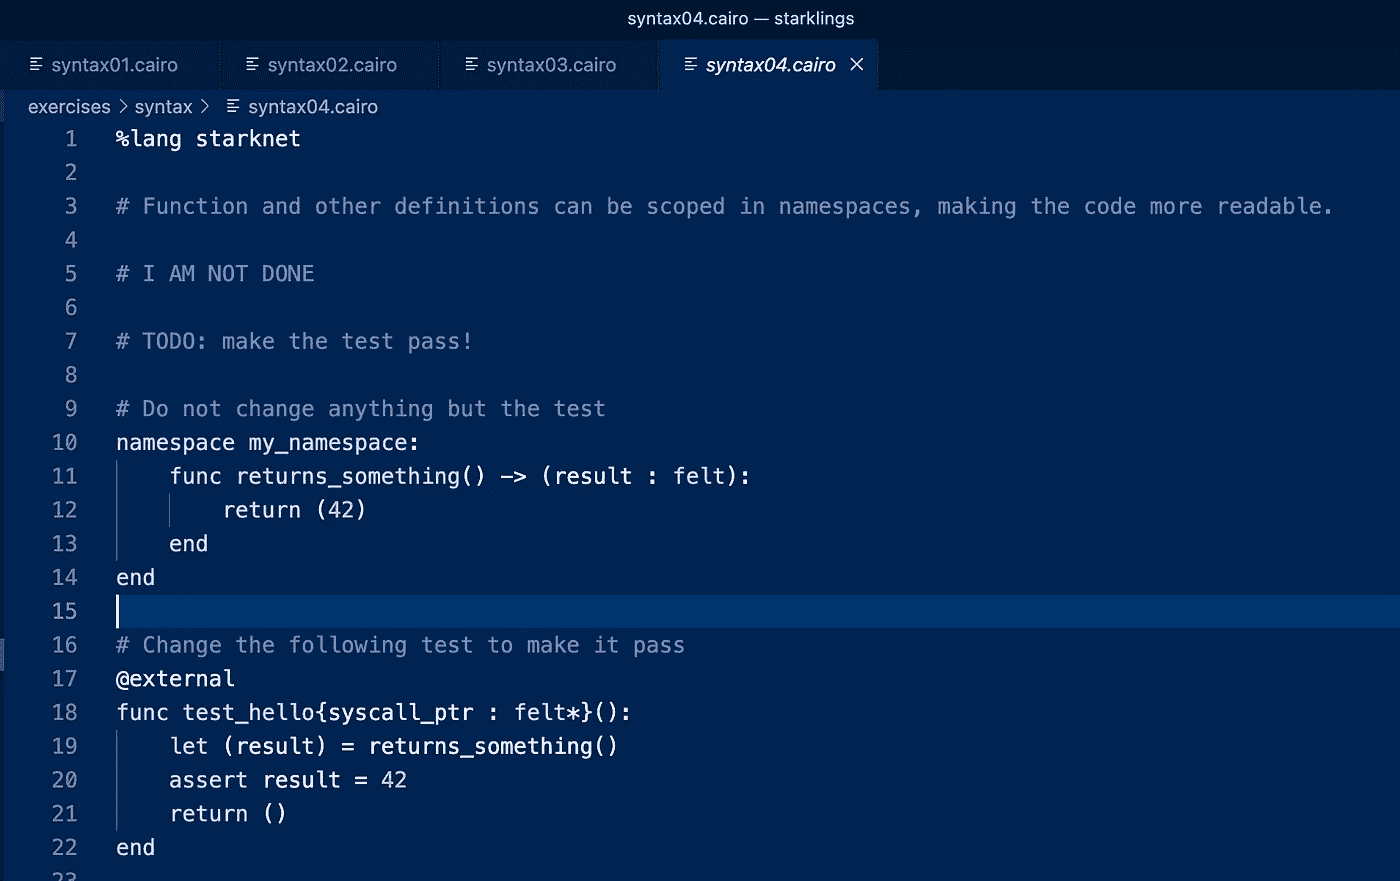 syntax04.cairo — starklings
syntax01.cairo syntax02.cairo syntax03.cairo syntax04.cairo
exercises > syntax > syntax04.cairo
1 %lang starknet
2
3 # Function and other definitions can be scoped in namespaces, making the code more readable.
4
5 # I AM NOT DONE
6
7 # TODO: make the test pass!
8
9 # Do not change anything but the test
10 namespace my_namespace:
11     func returns_something() -> (result : felt):
12         return (42)
13     end
14 end
15
16 # Change the following test to make it pass
17 @external
18 func test_hello{syscall_ptr : felt*}():
19     let (result) = returns_something()
20     assert result = 42
21     return ()
22 end
23